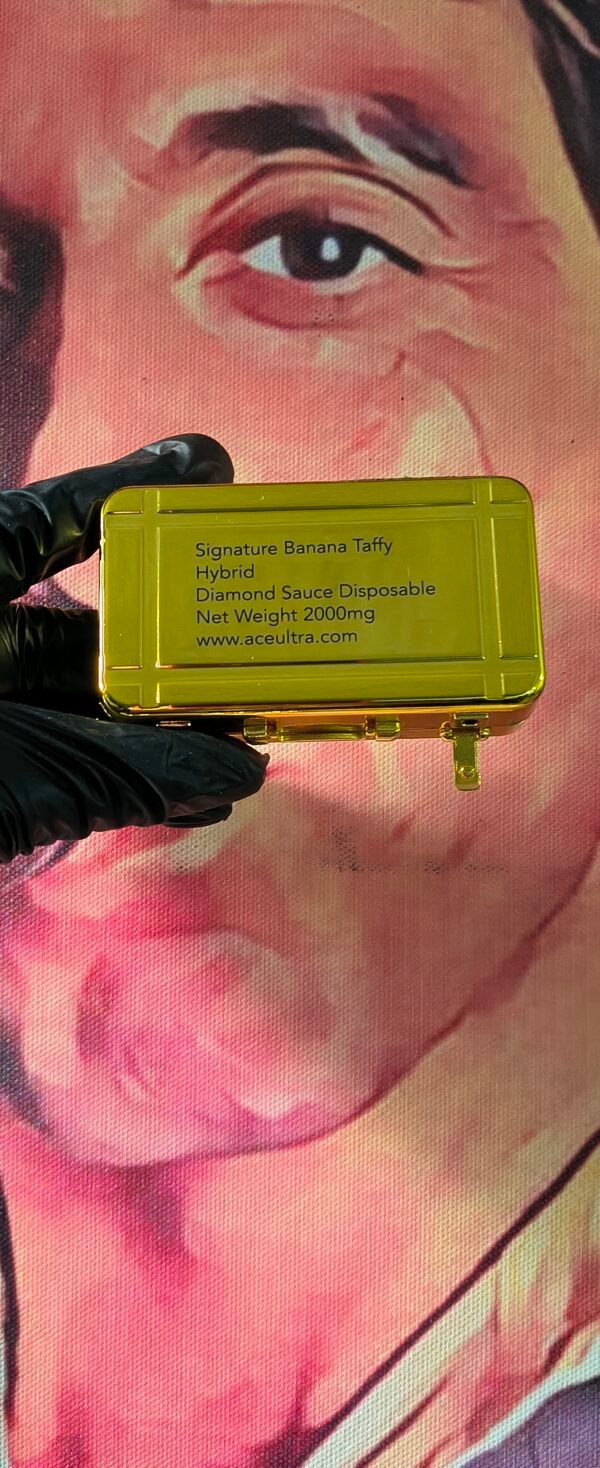 Signature Banana Taffy
Hybrid
Diamond Sauce Disposable
Net Weight 2000mg
www.aceultra.com